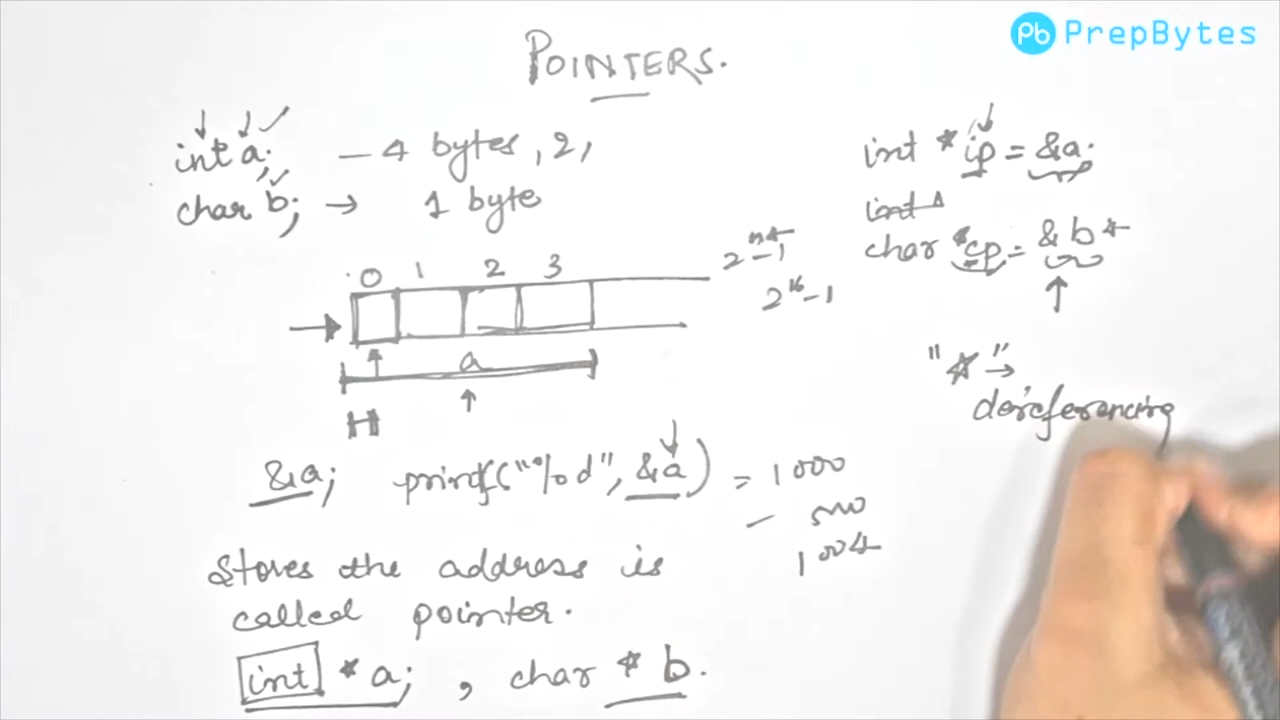 PrepBytes
POINTERS.
int a; – 4 bytes, 2,
char b; → 1 byte
0 1 2 3
a
2^16-1
&a; printf("%d", &a) = 1000
1004
Stores the address is
called pointer.
int * a; , char * b.
int *ip = &a;
char *cp = &b
"*" →
dereferencing